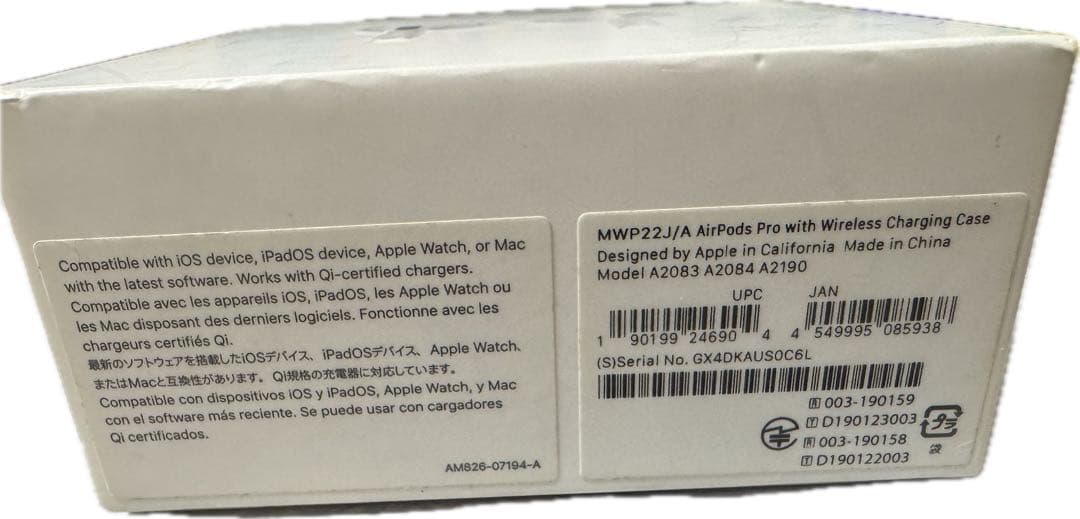 Compatible with iOS device, iPadOS device, Apple Watch, or Mac
with the latest software. Works with Qi-certified chargers.
Compatible avec les appareils iOS, iPadOS, les Apple Watch ou
les Mac disposant des derniers logiciels. Fonctionne avec les
chargeurs certifiés Qi.
最新のソフトウェアを搭載したiOSデバイス、iPadOSデバイス、Apple Watch、
またはMacと互換性があります。Qi規格の充電器に対応しています。
Compatible con dispositivos iOS y iPadOS, Apple Watch, y Mac
con el software más reciente. Se puede usar con cargadores
Qi certificados.
AM826-07194-A
MWP22J/A AirPods Pro with Wireless Charging Case
Designed by Apple in California Made in China
Model A2083 A2084 A2190
UPC JAN
1 90199 24690 4 4 549995 085938
(S)Serial No. GX4DKAUS0C6L
R 003-190159
T D190123003
R 003-190158
T D190122003
プラ
袋